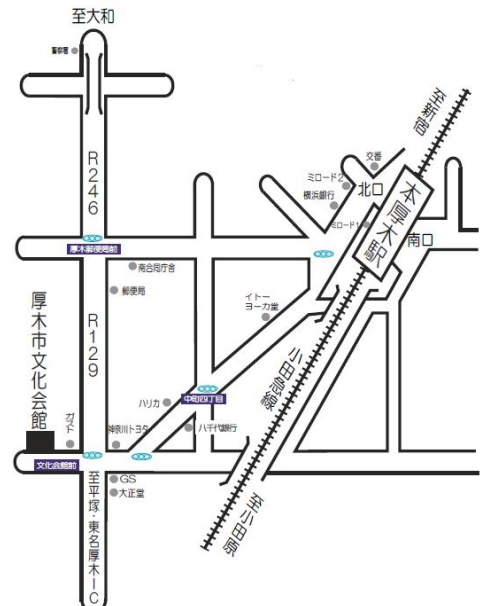 至大和
警察署
R246
至新宿
交番
ミロード2
北口
横浜銀行
ミロード1
本厚木駅
南口
厚木郵便局前
南合同庁舎
郵便局
イトー
ヨーカ堂
R129
小田急線
厚木市文化会館
ガスト
ハリカ
中町四丁目
神奈川トヨタ
八千代銀行
文化会館前
GS
大正堂
至平塚・東名厚木IC
至小田原